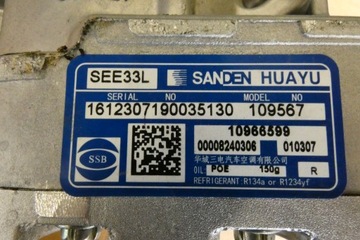 SEE33L
SANDEN HUAYU
SERIAL NO MODEL NO
1612307190035130 109567
10966599
00008240306 010307
SSB
华域三电汽车空调有限公司
OIL: POE 150g R
REFRIGERANT R134a or R1234yf